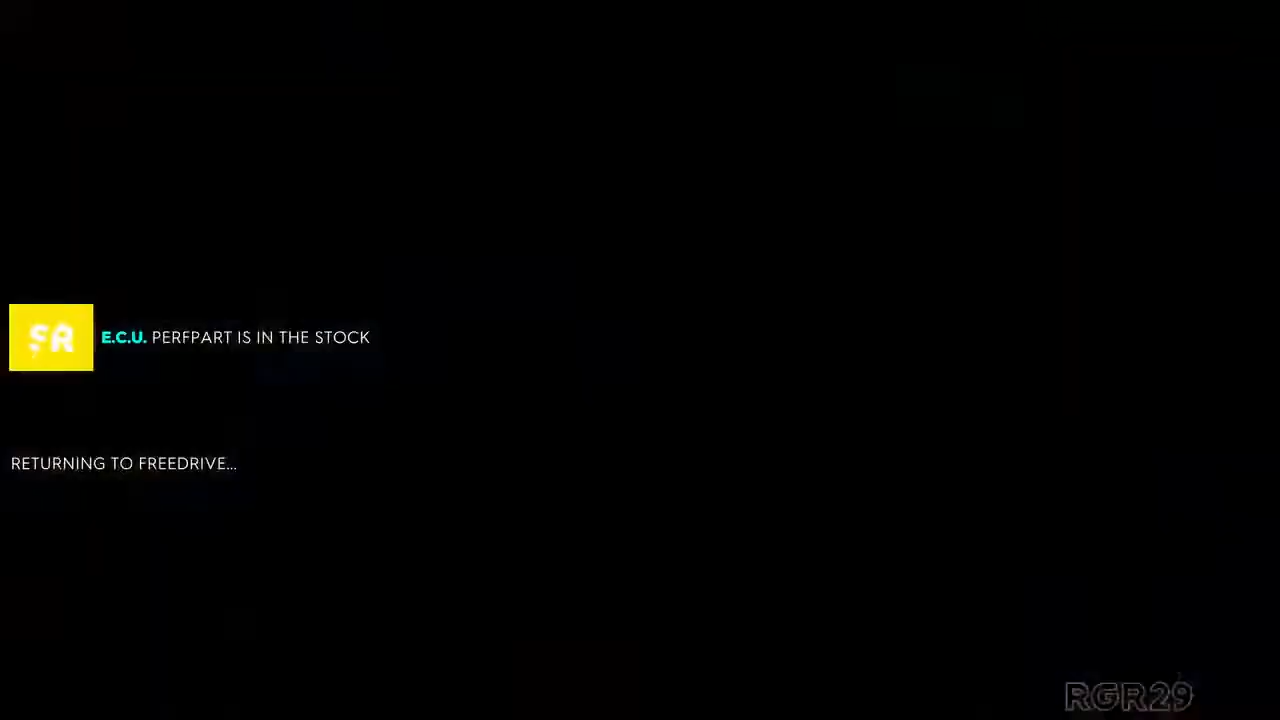 SR
E.C.U. PERFPART IS IN THE STOCK
RETURNING TO FREEDRIVE...
RGR29